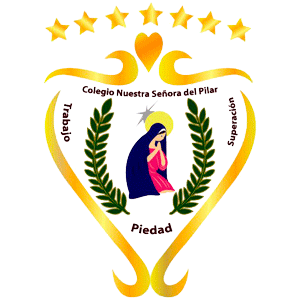 Colegio Nuestra Señora del Pilar
Trabajo
Superación
Piedad